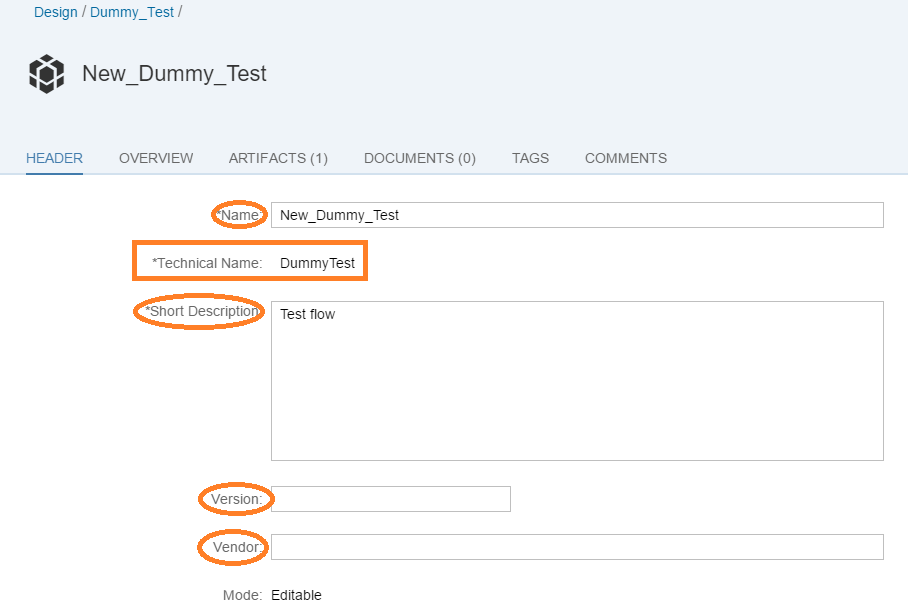 Design / Dummy_Test /
New_Dummy_Test
HEADER OVERVIEW ARTIFACTS (1) DOCUMENTS (0) TAGS COMMENTS
*Name: New_Dummy_Test
*Technical Name: DummyTest
*Short Description: Test flow
Version:
Vendor:
Mode: Editable